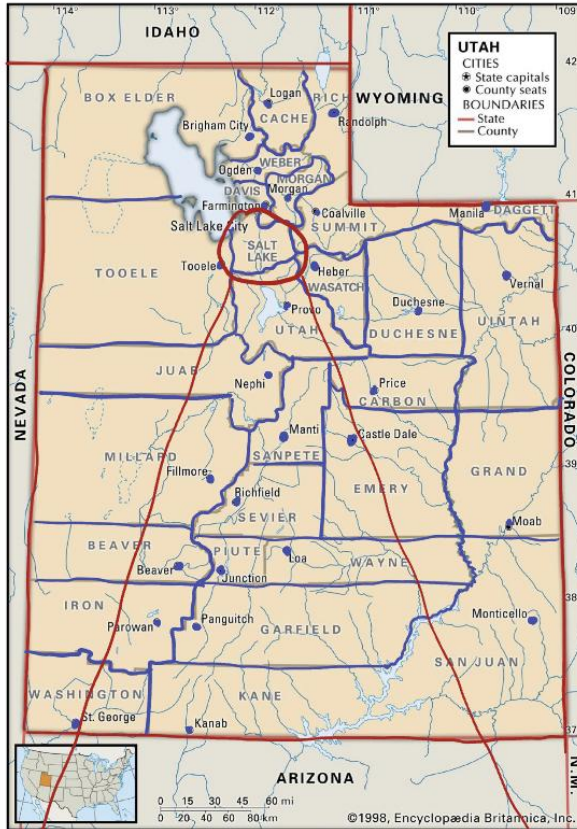 113° 112° 111° 110° 109°
IDAHO
UTAH
CITIES
State capitals
County seats
BOUNDARIES
State
County
42
WYOMING
BOX ELDER
Logan
CACHE
RICH
Randolph
Brigham City
WEBER
Ogden
MORGAN
DAVIS
Morgan
Farmington
41
Salt Lake City
Coalville
SUMMIT
Manila
DAGGETT
SALT LAKE
TOOELE
Tooele
Heber
WASATCH
Vernal
Provo
Duchesne
UTAH
DUCHESNE
UINTAH
40
NEVADA
COLORADO
JUAB
Nephi
Price
CARBON
Manti
Castle Dale
MILLARD
SANPETE
39
Fillmore
EMERY
GRAND
Richfield
SEVIER
Moab
BEAVER
PIUTE
Loa
WAYNE
Beaver
Junction
IRON
38
Parowan
Panguitch
GARFIELD
Monticello
SAN JUAN
WASHINGTON
KANE
St. George
Kanab
37
ARIZONA
N.M.
0 15 30 45 60 mi
0 20 40 60 80 km
©1998, Encyclopædia Britannica, Inc.